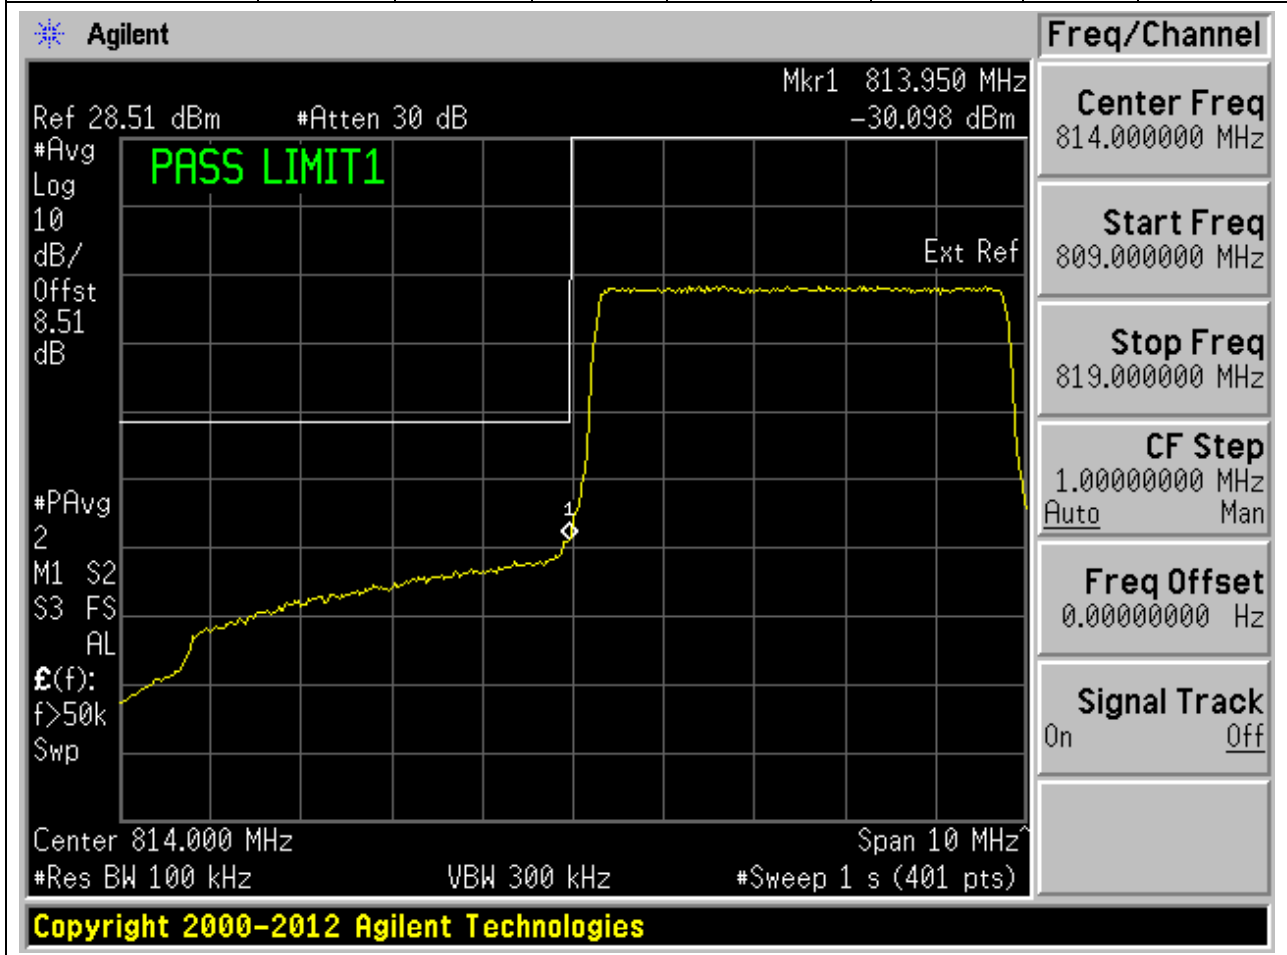 Agilent
Freq/Channel
Mkr1 813.950 MHz
Ref 28.51 dBm #Atten 30 dB -30.098 dBm
#Avg
Log
10
dB/
Offst
8.51
dB
PASS LIMIT1
Ext Ref
1
#PAvg
2
M1 S2
S3 FS
AL
£(f):
f>50k
Swp
Center 814.000 MHz Span 10 MHz^
#Res BW 100 kHz VBW 300 kHz #Sweep 1 s (401 pts)
Center Freq
814.000000 MHz
Start Freq
809.000000 MHz
Stop Freq
819.000000 MHz
CF Step
1.00000000 MHz
Auto Man
Freq Offset
0.00000000 Hz
Signal Track
On Off
Copyright 2000-2012 Agilent Technologies